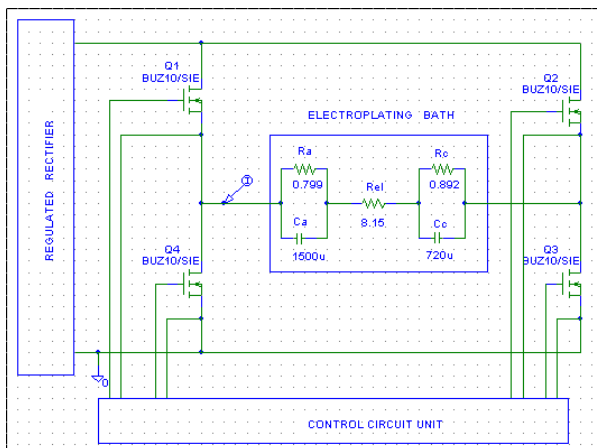 REGULATED RECTIFIER
Q1
BUZ10/SIE
Q2
BUZ10/SIE
ELECTROPLATING BATH
Ra
0.799
Rc
0.892
Rel
8.15
Ca
1500u
Cc
720u
I
Q4
BUZ10/SIE
Q3
BUZ10/SIE
0
CONTROL CIRCUIT UNIT